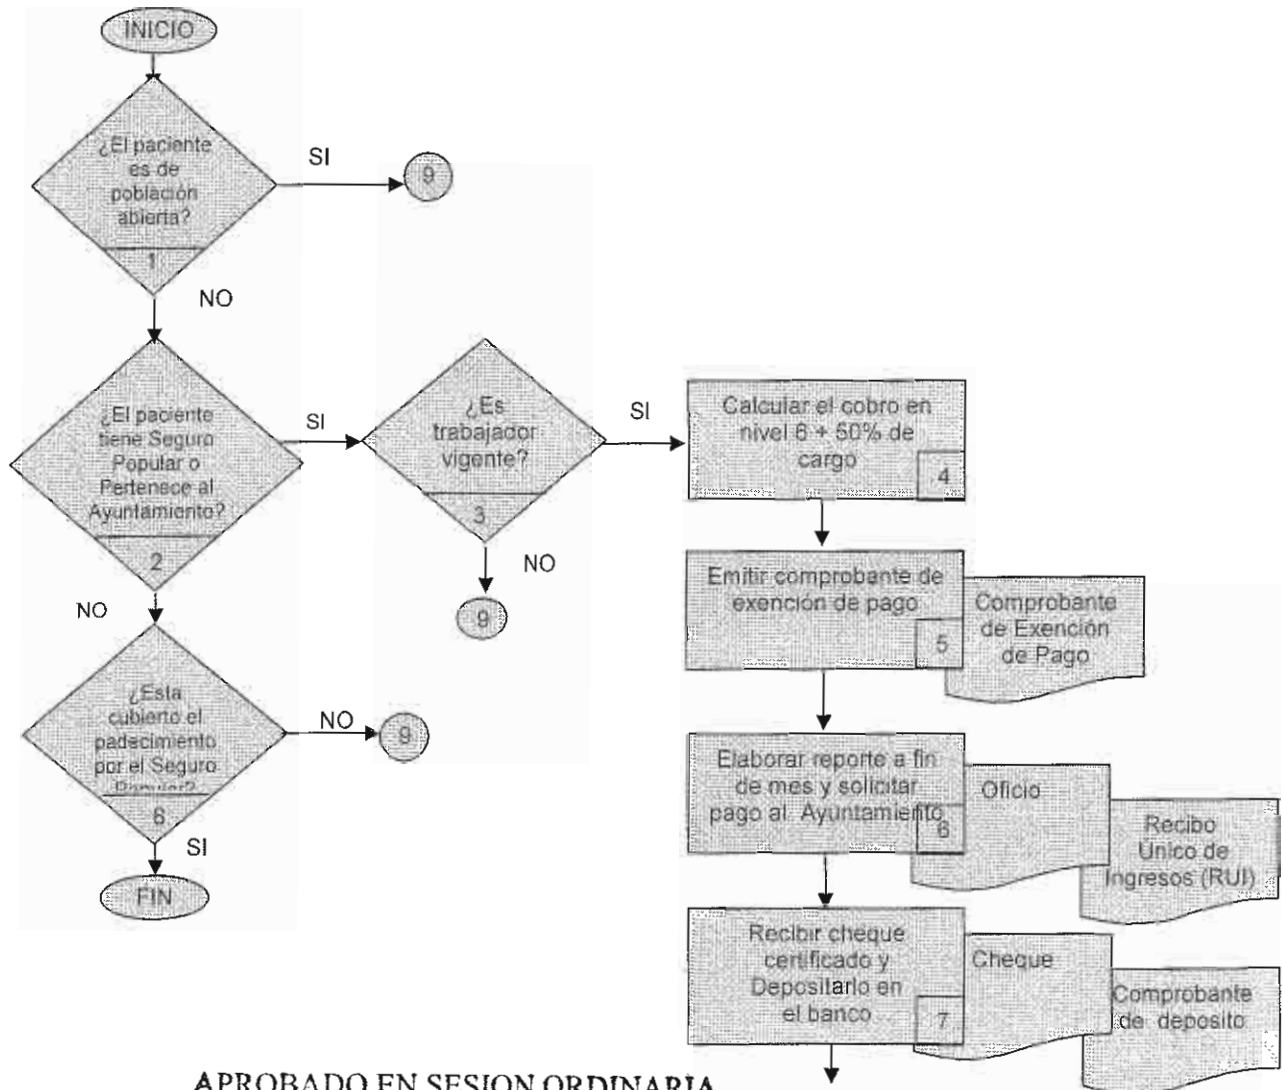 INICIO
¿El paciente
es de
población
abierta?
1
SI
9
NO
¿El paciente
tiene Seguro
Popular o
Pertenece al
Ayuntamiento?
2
SI
¿Es
trabajador
vigente?
3
SI
NO
9
Calcular el cobro en
nivel 6 + 50% de
cargo
4
Emitir comprobante de
exención de pago
5
Comprobante
de Exención
de Pago
NO
¿Esta
cubierto el
padecimiento
por el Seguro
Popular?
6
NO
9
SI
FIN
Elaborar reporte a fin
de mes y solicitar
pago al Ayuntamiento
6
Oficio
Recibo
Único de
Ingresos (RUI)
Recibir cheque
certificado y
Depositarlo en
el banco
7
Cheque
Comprobante
de deposito
APROBADO EN SESION ORDINARIA